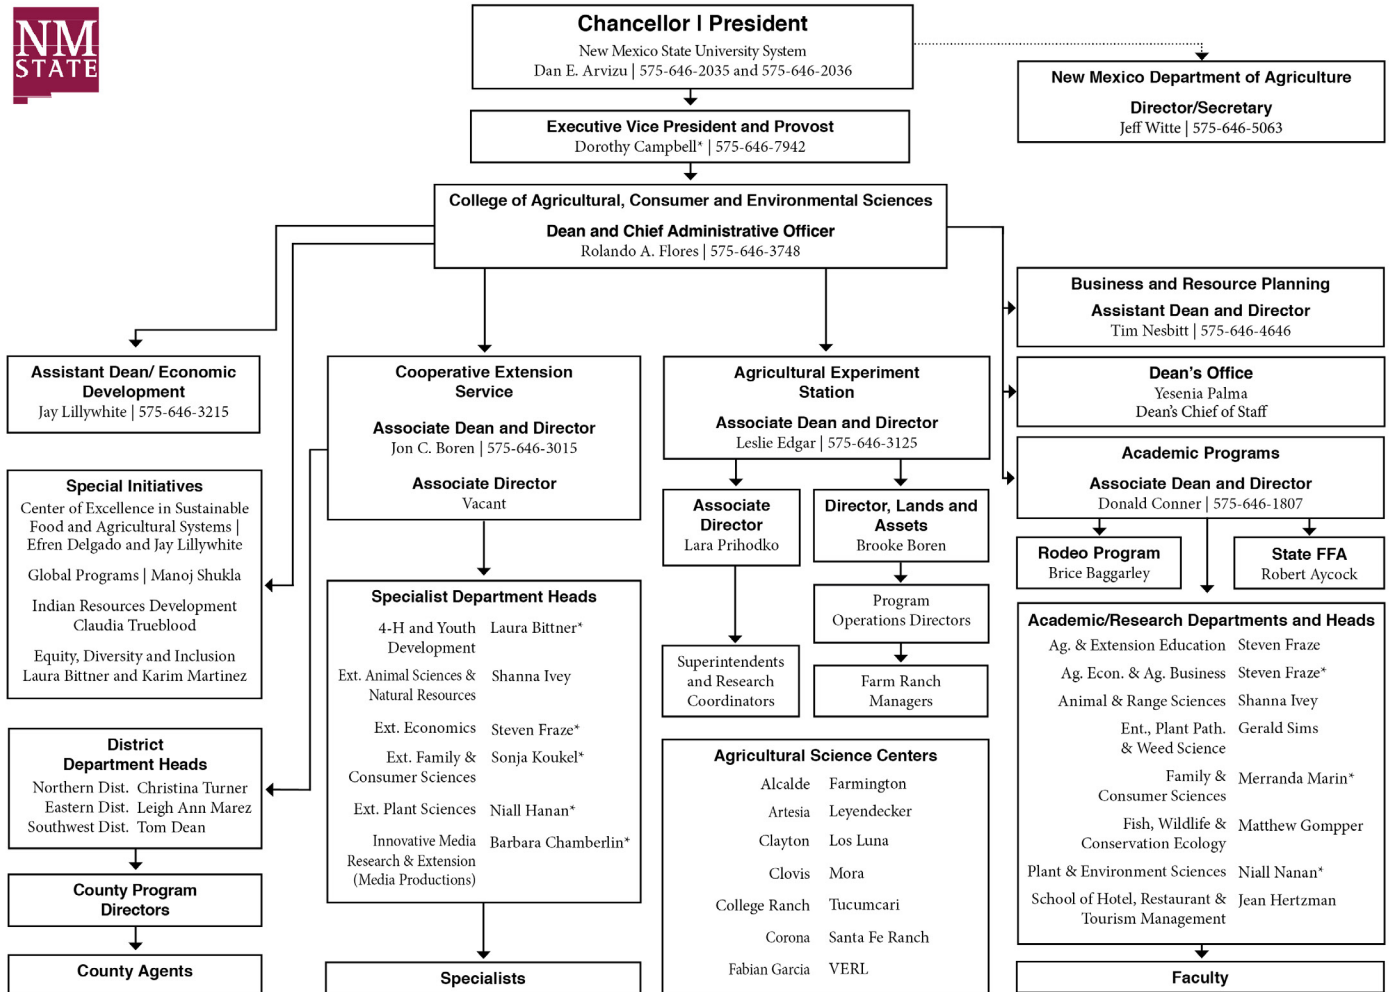 NM
STATE
Chancellor | President
New Mexico State University System
Dan E. Arvizu | 575-646-2035 and 575-646-2036
New Mexico Department of Agriculture
Director/Secretary
Jeff Witte | 575-646-5063
Executive Vice President and Provost
Dorothy Campbell* | 575-646-7942
College of Agricultural, Consumer and Environmental Sciences
Dean and Chief Administrative Officer
Rolando A. Flores | 575-646-3748
Business and Resource Planning
Assistant Dean and Director
Tim Nesbitt | 575-646-4646
Dean's Office
Yesenia Palma
Dean's Chief of Staff
Academic Programs
Associate Dean and Director
Donald Conner | 575-646-1807
Rodeo Program
Brice Baggarley
State FFA
Robert Aycock
Academic/Research Departments and Heads
Ag. & Extension Education Steven Fraze
Ag. Econ. & Ag. Business Steven Fraze*
Animal & Range Sciences Shanna Ivey
Ent., Plant Path. Gerald Sims
& Weed Science
Family & Merranda Marin*
Consumer Sciences
Fish, Wildlife & Matthew Gompper
Conservation Ecology
Plant & Environment Sciences Niall Nanan*
School of Hotel, Restaurant & Jean Hertzman
Tourism Management
Faculty
Assistant Dean/ Economic
Development
Jay Lillywhite | 575-646-3215
Special Initiatives
Center of Excellence in Sustainable
Food and Agricultural Systems |
Efren Delgado and Jay Lillywhite
Global Programs | Manoj Shukla
Indian Resources Development
Claudia Trueblood
Equity, Diversity and Inclusion
Laura Bittner and Karim Martinez
District
Department Heads
Northern Dist. Christina Turner
Eastern Dist. Leigh Ann Marez
Southwest Dist. Tom Dean
County Program
Directors
County Agents
Cooperative Extension
Service
Associate Dean and Director
Jon C. Boren | 575-646-3015
Associate Director
Vacant
Specialist Department Heads
4-H and Youth Laura Bittner*
Development
Ext. Animal Sciences & Shanna Ivey
Natural Resources
Ext. Economics Steven Fraze*
Ext. Family & Sonja Koukel*
Consumer Sciences
Ext. Plant Sciences Niall Hanan*
Innovative Media Barbara Chamberlin*
Research & Extension
(Media Productions)
Specialists
Agricultural Experiment
Station
Associate Dean and Director
Leslie Edgar | 575-646-3125
Associate
Director
Lara Prihodko
Superintendents
and Research
Coordinators
Director, Lands and
Assets
Brooke Boren
Program
Operations Directors
Farm Ranch
Managers
Agricultural Science Centers
Alcalde Farmington
Artesia Leyendecker
Clayton Los Luna
Clovis Mora
College Ranch Tucumcari
Corona Santa Fe Ranch
Fabian Garcia VERL